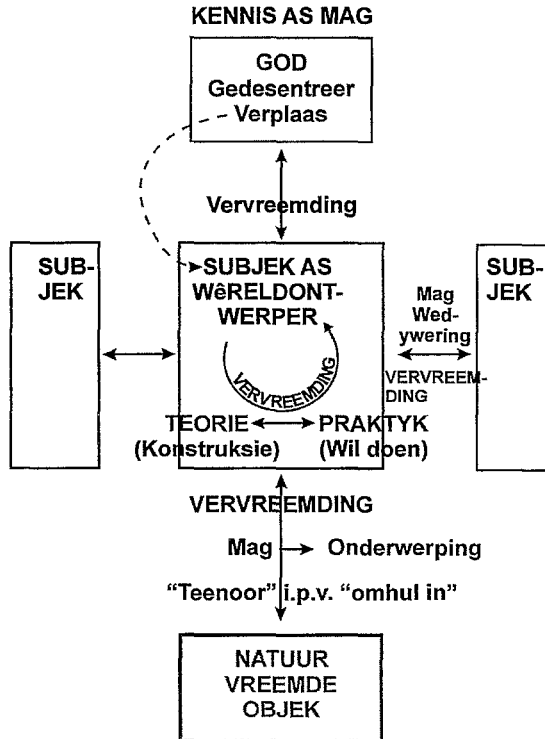 KENNIS AS MAG
GOD
Gedesentreer
Verplaas
Vervreemding
SUB-
JEK
SUBJEK AS
WêRELDONT-
WERPER
VERVREEMDING
TEORIE
(Konstruksie)
PRAKTYK
(Wil doen)
Mag
Wed-
ywering
VERVREEM-
DING
SUB-
JEK
VERVREEMDING
Mag
Onderwerping
“Teenoor” i.p.v. “omhul in”
NATUUR
VREEMDE
OBJEK